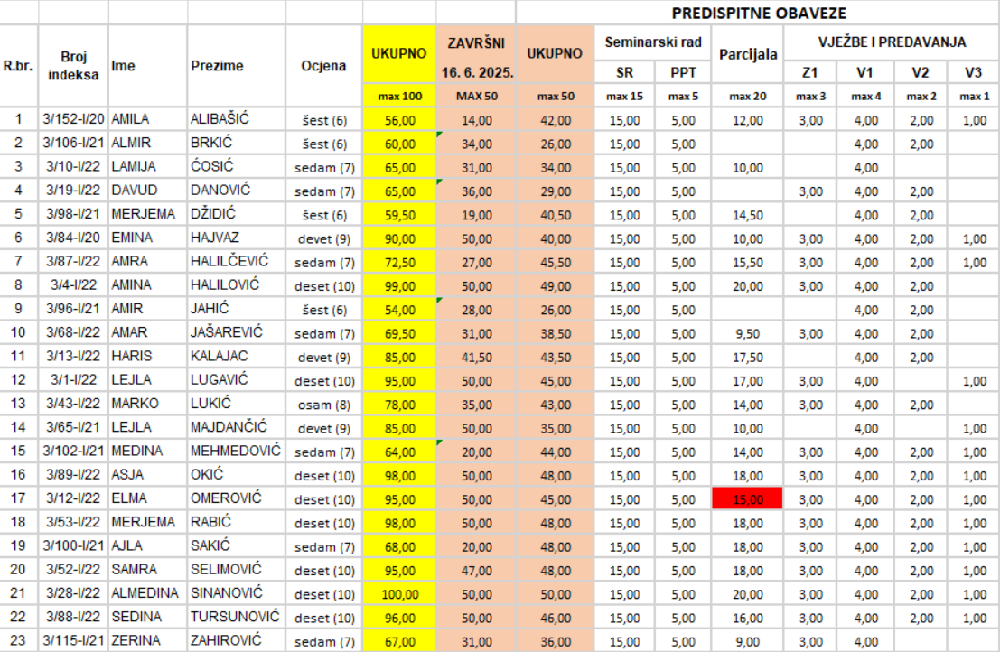 PREDISPITNE OBAVEZE
R.br. Broj indeksa Ime Prezime Ocjena UKUPNO ZAVRŠNI 16. 6. 2025. UKUPNO Seminarski rad Parcijala VJEŽBE I PREDAVANJA
SR PPT Z1 V1 V2 V3
max 100 MAX 50 max 50 max 15 max 5 max 20 max 3 max 4 max 2 max 1
1 3/152-I/20 AMILA ALIBAŠIĆ šest (6) 56,00 14,00 42,00 15,00 5,00 12,00 3,00 4,00 2,00 1,00
2 3/106-I/21 ALMIR BRKIĆ šest (6) 60,00 34,00 26,00 15,00 5,00 4,00 2,00
3 3/10-I/22 LAMIJA ĆOSIĆ sedam (7) 65,00 31,00 34,00 15,00 5,00 10,00 4,00
4 3/19-I/22 DAVUD DANOVIĆ sedam (7) 65,00 36,00 29,00 15,00 5,00 3,00 4,00 2,00
5 3/98-I/21 MERJEMA DŽIDIĆ šest (6) 59,50 19,00 40,50 15,00 5,00 14,50 4,00 2,00
6 3/84-I/20 EMINA HAJVAZ devet (9) 90,00 50,00 40,00 15,00 5,00 10,00 3,00 4,00 2,00 1,00
7 3/87-I/22 AMRA HALILČEVIĆ sedam (7) 72,50 27,00 45,50 15,00 5,00 15,50 3,00 4,00 2,00 1,00
8 3/4-I/22 AMINA HALILOVIĆ deset (10) 99,00 50,00 49,00 15,00 5,00 20,00 3,00 4,00 2,00
9 3/96-I/21 AMIR JAHIĆ šest (6) 54,00 28,00 26,00 15,00 5,00 4,00 2,00
10 3/68-I/22 AMAR JAŠAREVIĆ sedam (7) 69,50 31,00 38,50 15,00 5,00 9,50 3,00 4,00 2,00
11 3/13-I/22 HARIS KALAJAC devet (9) 85,00 41,50 43,50 15,00 5,00 17,50 4,00 2,00
12 3/1-I/22 LEJLA LUGAVIĆ deset (10) 95,00 50,00 45,00 15,00 5,00 17,00 3,00 4,00 1,00
13 3/43-I/22 MARKO LUKIĆ osam (8) 78,00 35,00 43,00 15,00 5,00 14,00 3,00 4,00 2,00
14 3/65-I/21 LEJLA MAJDANČIĆ devet (9) 85,00 50,00 35,00 15,00 5,00 10,00 4,00 1,00
15 3/102-I/21 MEDINA MEHMEDOVIĆ sedam (7) 64,00 20,00 44,00 15,00 5,00 14,00 3,00 4,00 2,00 1,00
16 3/89-I/22 ASJA OKIĆ deset (10) 98,00 50,00 48,00 15,00 5,00 18,00 3,00 4,00 2,00 1,00
17 3/12-I/22 ELMA OMEROVIĆ deset (10) 95,00 50,00 45,00 15,00 5,00 15,00 3,00 4,00 2,00 1,00
18 3/53-I/22 MERJEMA RABIĆ deset (10) 98,00 50,00 48,00 15,00 5,00 18,00 3,00 4,00 2,00 1,00
19 3/100-I/21 AJLA SAKIĆ sedam (7) 68,00 20,00 48,00 15,00 5,00 18,00 3,00 4,00 2,00 1,00
20 3/52-I/22 SAMRA SELIMOVIĆ deset (10) 95,00 47,00 48,00 15,00 5,00 18,00 3,00 4,00 2,00 1,00
21 3/28-I/22 ALMEDINA SINANOVIĆ deset (10) 100,00 50,00 50,00 15,00 5,00 20,00 3,00 4,00 2,00 1,00
22 3/88-I/22 SEDINA TURSUNOVIĆ deset (10) 96,00 50,00 46,00 15,00 5,00 16,00 3,00 4,00 2,00 1,00
23 3/115-I/21 ZERINA ZAHIROVIĆ sedam (7) 67,00 31,00 36,00 15,00 5,00 9,00 3,00 4,00